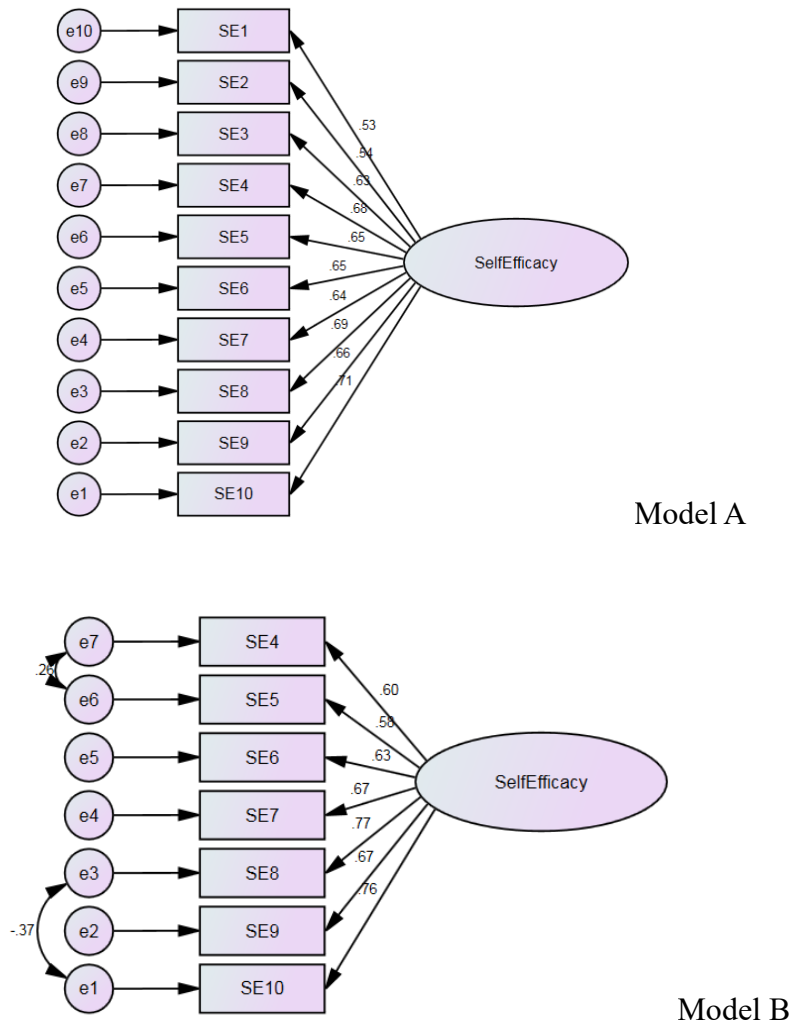 e10 SE1
e9 SE2
e8 SE3
.53
.54
e7 SE4
.63
.68
e6 SE5
.65
SelfEfficacy
e5 SE6
.65
.64
e4 SE7
.69
.66
e3 SE8
.71
e2 SE9
e1 SE10
Model A
e7 SE4
.26
e6 SE5
.60
.58
e5 SE6
.63
SelfEfficacy
.67
e4 SE7
.77
e3 SE8
.67
.76
-.37
e2 SE9
e1 SE10
Model B